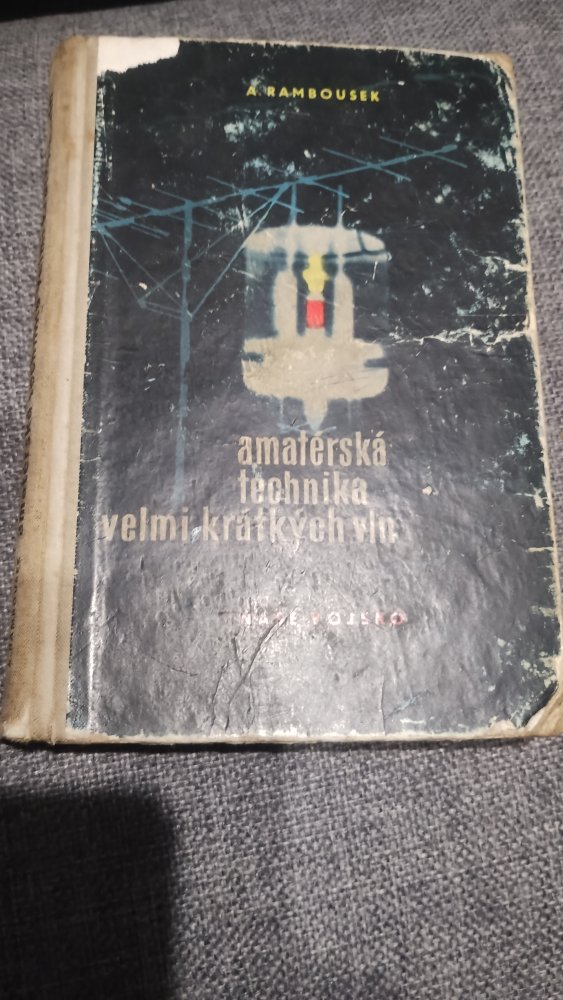 A. RAMBOUSEK
amatérská
technika
velmi krátkých vln
NAŠE VOJSKO